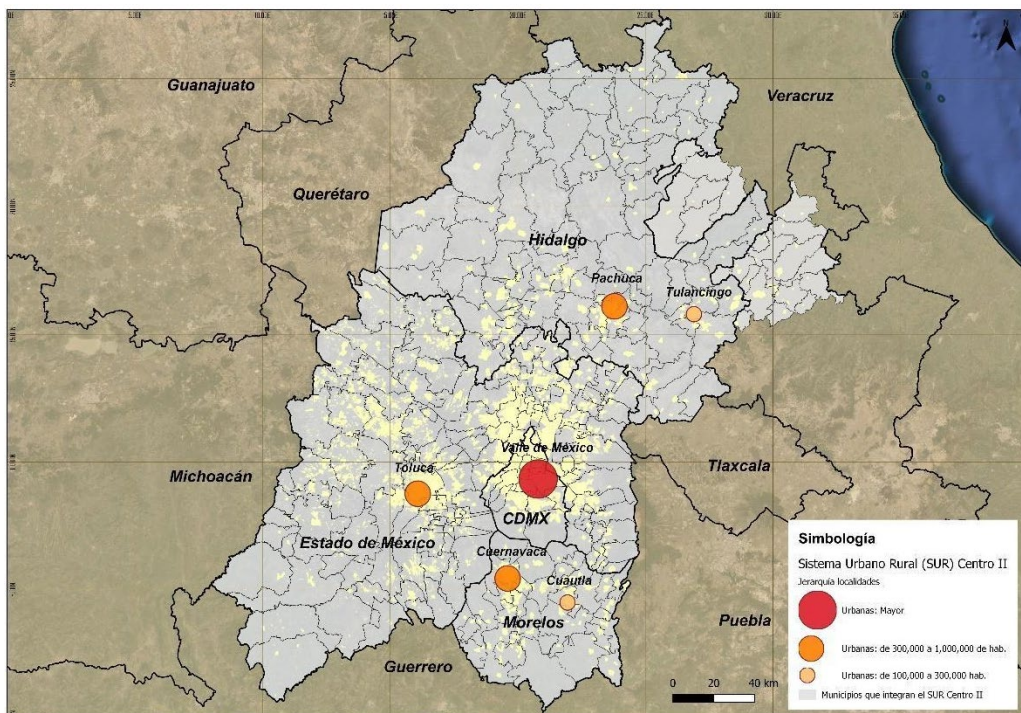 Guanajuato
Veracruz
Querétaro
Hidalgo
Pachuca
Tulancingo
Valle de México
Toluca
Michoacán
Tlaxcala
CDMX
Estado de México
Cuernavaca
Cuautla
Morelos
Puebla
Guerrero
0 20 40 km
Simbología
Sistema Urbano Rural (SUR) Centro II
Jerarquía localidades
Urbanas: Mayor
Urbanas: de 300,000 a 1,000,000 de hab.
Urbanas: de 100,000 a 300,000 hab.
Municipios que integran el SUR Centro II